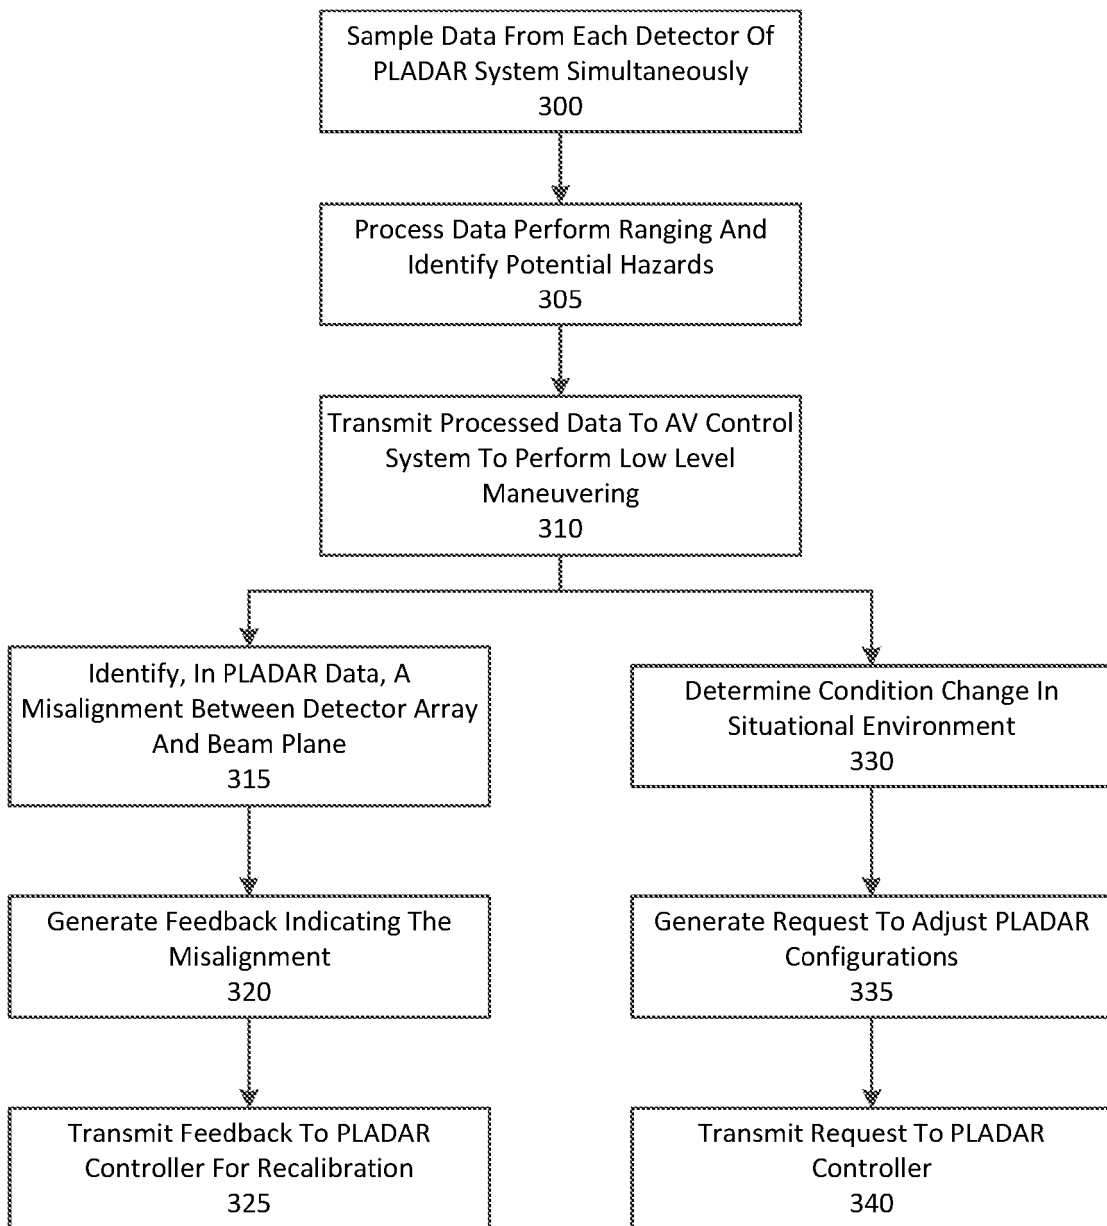 Sample Data From Each Detector Of
PLADAR System Simultaneously
300
Process Data Perform Ranging And
Identify Potential Hazards
305
Transmit Processed Data To AV Control
System To Perform Low Level
Maneuvering
310
Identify, In PLADAR Data, A
Misalignment Between Detector Array
And Beam Plane
315
Generate Feedback Indicating The
Misalignment
320
Transmit Feedback To PLADAR
Controller For Recalibration
325
Determine Condition Change In
Situational Environment
330
Generate Request To Adjust PLADAR
Configurations
335
Transmit Request To PLADAR
Controller
340